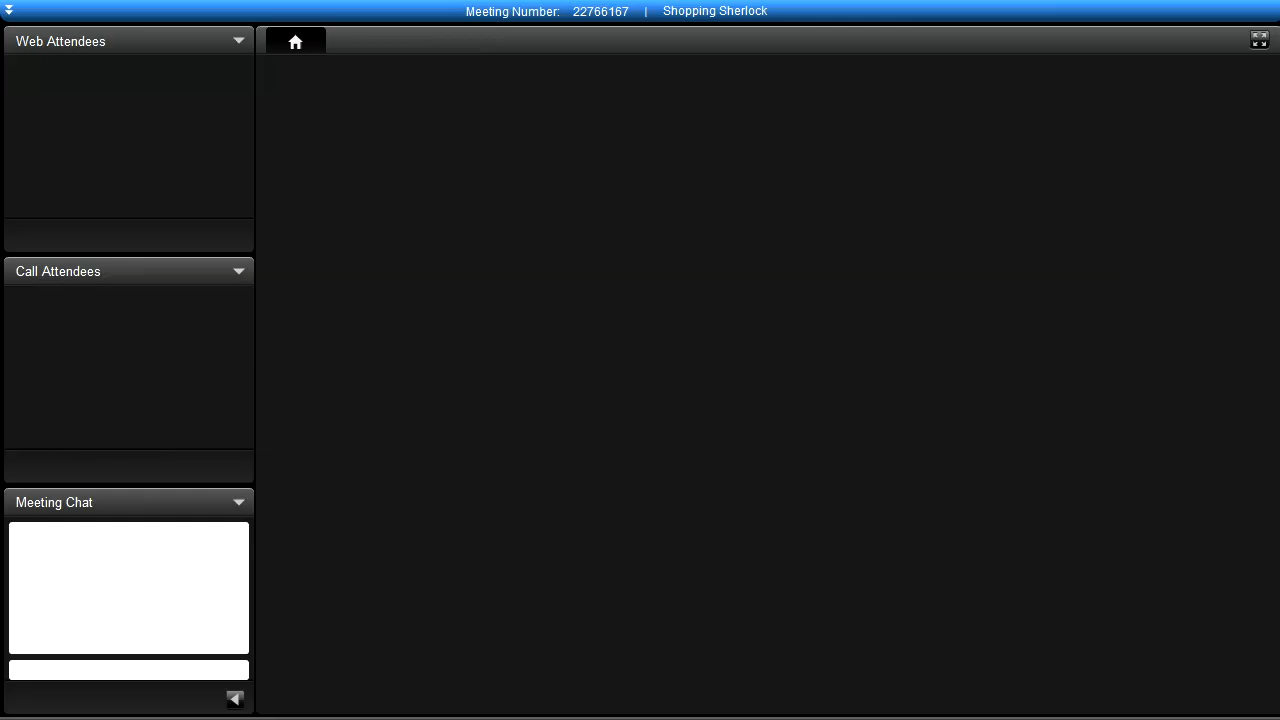 Meeting Number: 22766167 | Shopping Sherlock
Web Attendees
Call Attendees
Meeting Chat